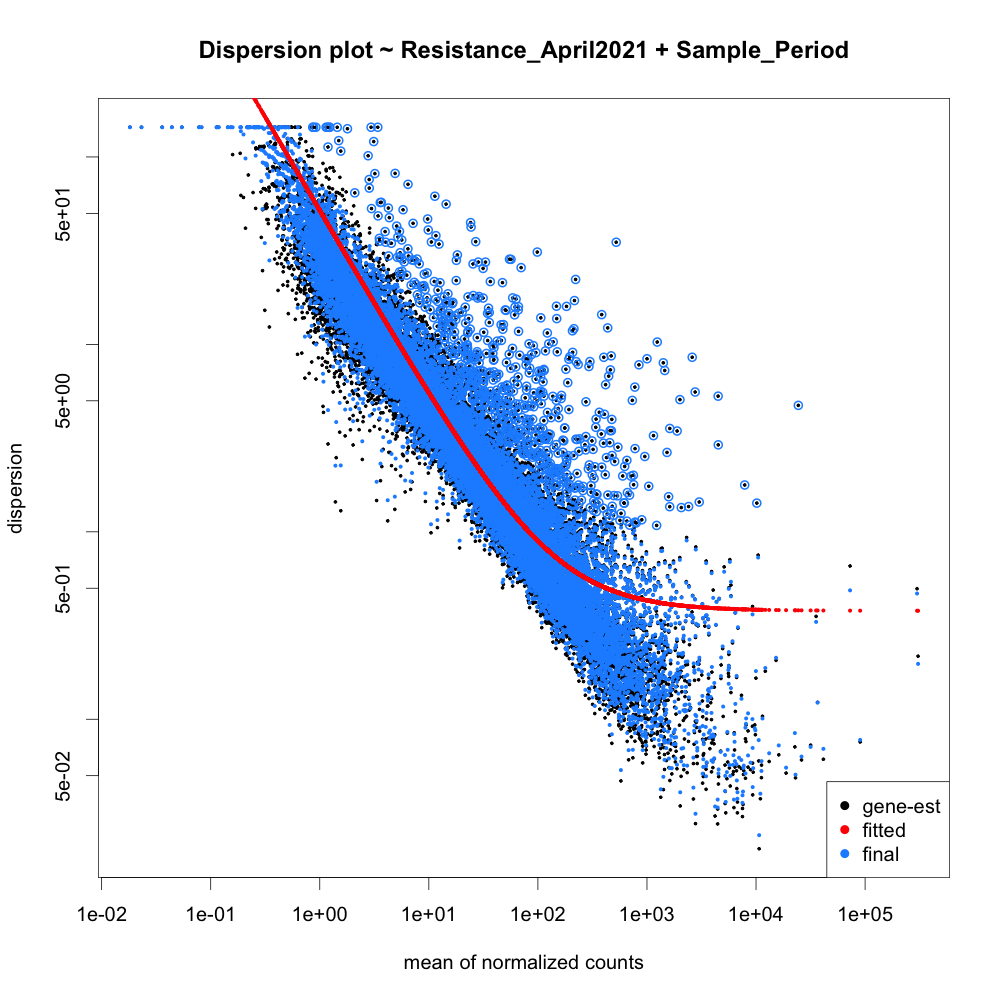 Dispersion plot ~ Resistance_April2021 + Sample_Period
dispersion
5e+01
5e+00
5e-01
5e-02
gene-est
fitted
final
1e-02 1e-01 1e+00 1e+01 1e+02 1e+03 1e+04 1e+05
mean of normalized counts